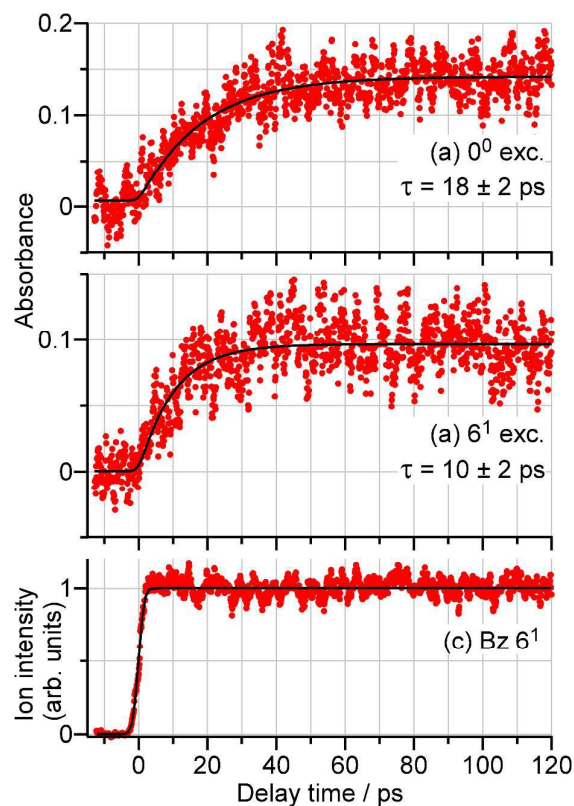 0.2
0.1
0
(a) 0⁰ exc.
τ = 18 ± 2 ps
Absorbance
0.1
0
(a) 6¹ exc.
τ = 10 ± 2 ps
Ion intensity
(arb. units)
1
0
(c) Bz 6¹
0 20 40 60 80 100 120
Delay time / ps